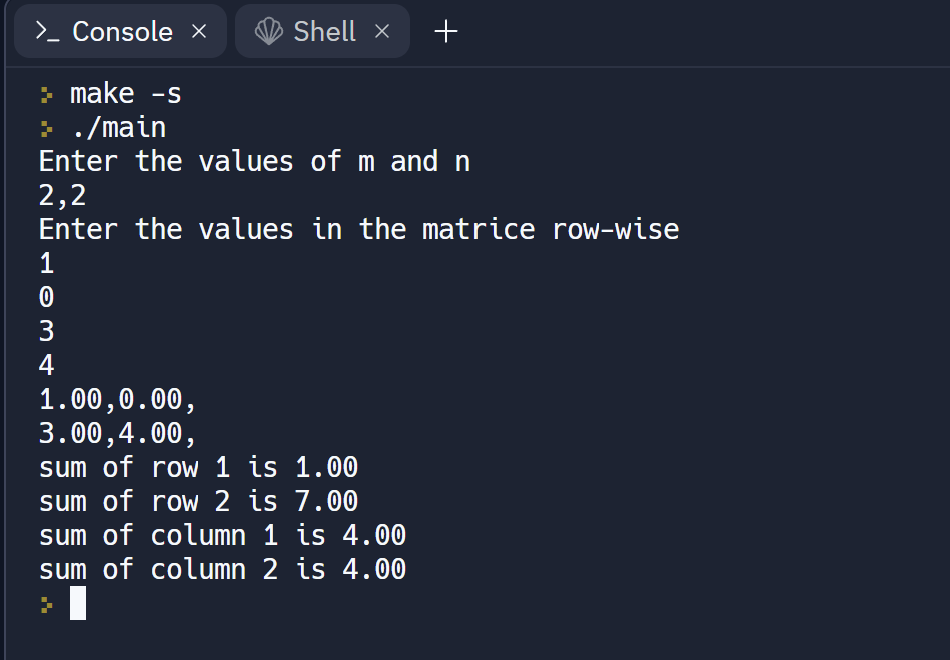 Console Shell
make -s
./main
Enter the values of m and n
2,2
Enter the values in the matrice row-wise
1
0
3
4
1.00,0.00,
3.00,4.00,
sum of row 1 is 1.00
sum of row 2 is 7.00
sum of column 1 is 4.00
sum of column 2 is 4.00